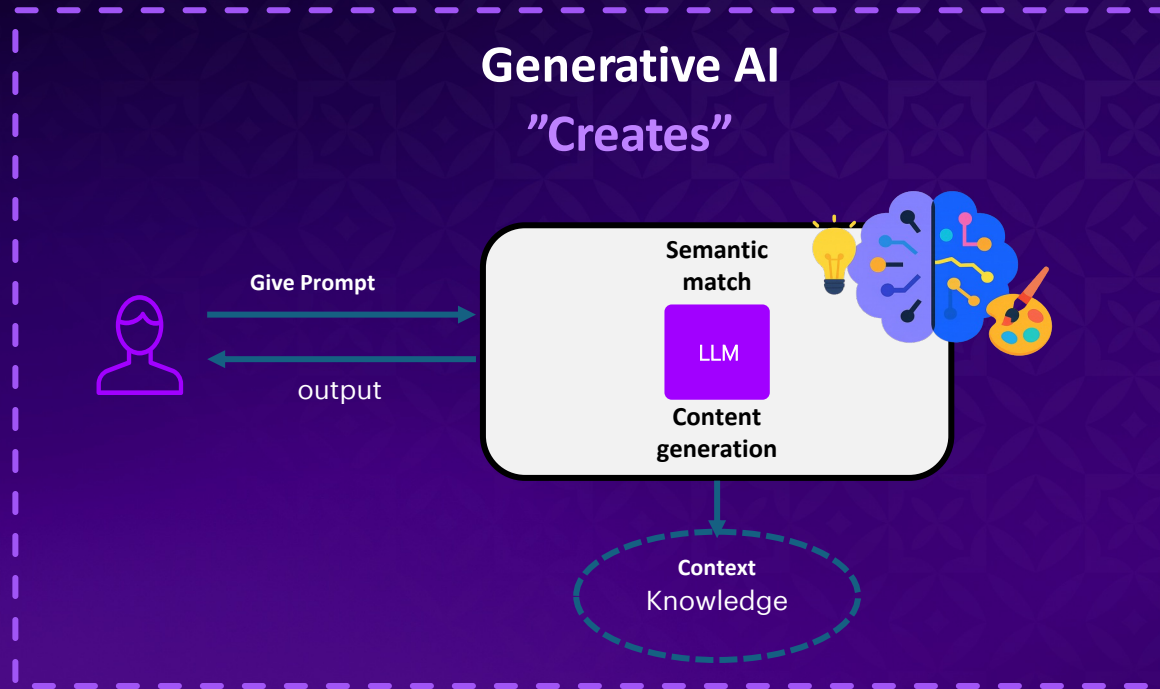 Generative AI
”Creates”
Give Prompt
output
Semantic
match
LLM
Content
generation
Context
Knowledge